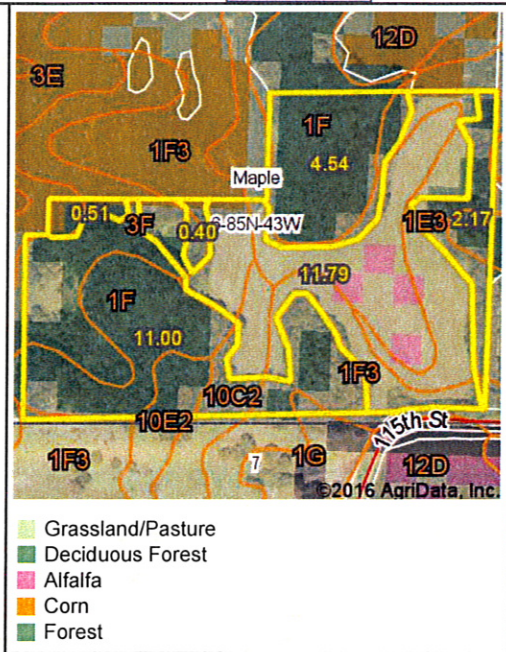 12D
3E
1F
1F3
4.54
Maple
0.51
3F
0.40
6-85N-43W
1E3
2.17
11.79
1F
11.00
1F3
10C2
10E2
115th St
1F3
7
1G
12D
©2016 AgriData, Inc.
Grassland/Pasture
Deciduous Forest
Alfalfa
Corn
Forest